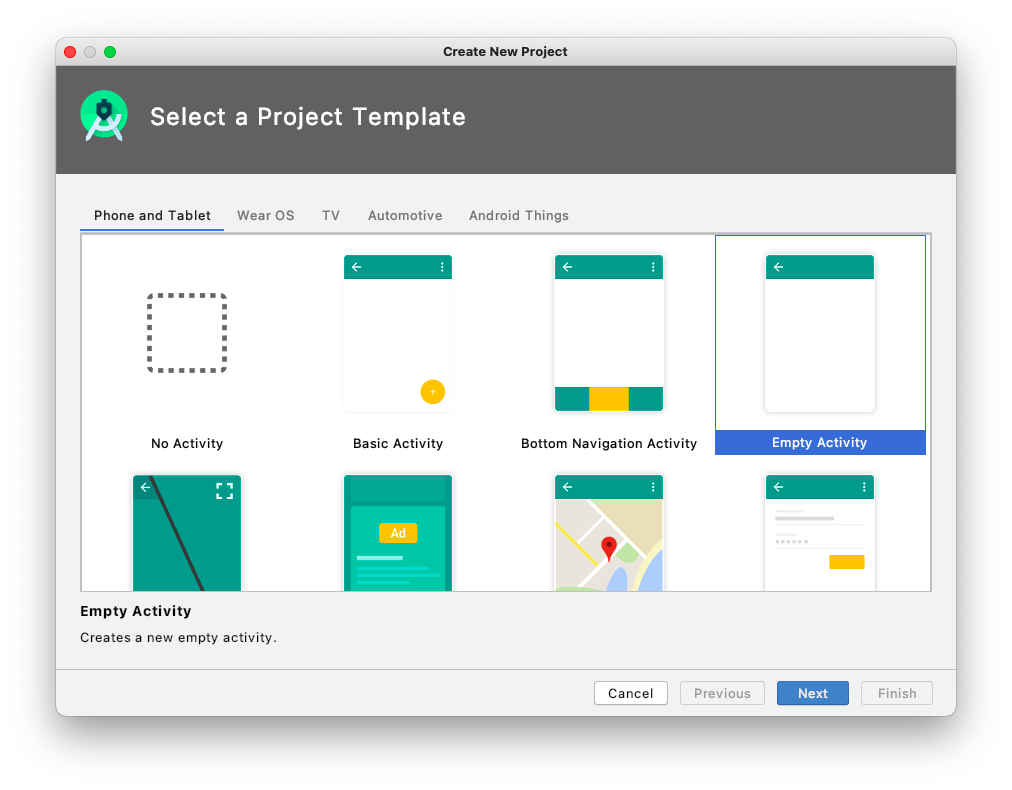 Create New Project
Select a Project Template
Phone and Tablet Wear OS TV Automotive Android Things
No Activity Basic Activity Bottom Navigation Activity Empty Activity
Ad
Empty Activity
Creates a new empty activity.
Cancel Previous Next Finish